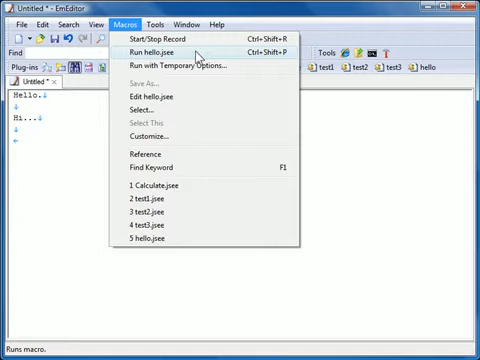 Untitled * - EmEditor
File Edit Search View Macros Tools Window Help
Find
Tools
Plug-ins
test1 test2 test3 hello
Untitled *
Hello.↓
↓
Hi...↓
↓
←
Start/Stop Record Ctrl+Shift+R
Run hello.jsee Ctrl+Shift+P
Run with Temporary Options...
Save As...
Edit hello.jsee
Select...
Select This
Customize...
Reference
Find Keyword F1
1 Calculate.jsee
2 test1.jsee
3 test2.jsee
4 test3.jsee
5 hello.jsee
Runs macro.